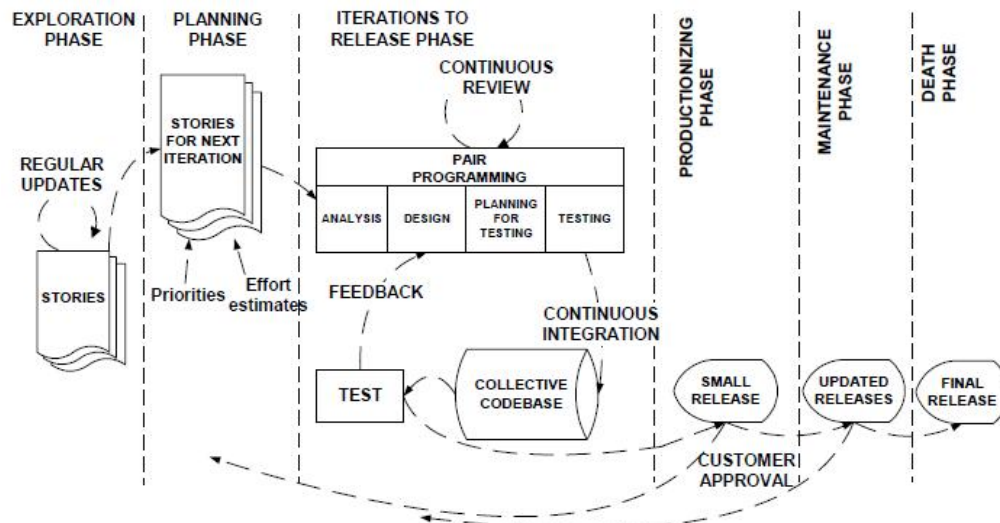 EXPLORATION
PHASE
PLANNING
PHASE
ITERATIONS TO
RELEASE PHASE
PRODUCTIONIZING
PHASE
MAINTENANCE
PHASE
DEATH
PHASE
CONTINUOUS
REVIEW
REGULAR
UPDATES
STORIES
STORIES
FOR NEXT
ITERATION
Priorities
Effort
estimates
PAIR
PROGRAMMING
ANALYSIS
DESIGN
PLANNING
FOR
TESTING
TESTING
FEEDBACK
CONTINUOUS
INTEGRATION
TEST
COLLECTIVE
CODEBASE
SMALL
RELEASE
UPDATED
RELEASES
FINAL
RELEASE
CUSTOMER
APPROVAL